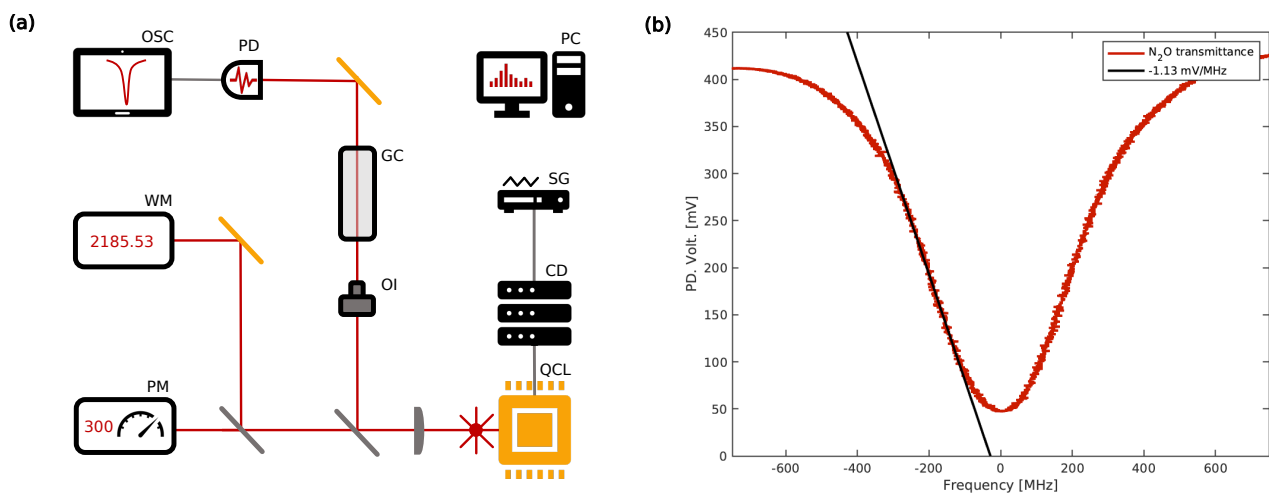 (a)
OSC
PD
PC
GC
SG
WM
2185.53
OI
CD
QCL
PM
300
(b)
450
400
350
300
250
200
150
100
50
0
PD. Volt. [mV]
N2O transmittance
-1.13 mV/MHz
-600 -400 -200 0 200 400 600
Frequency [MHz]